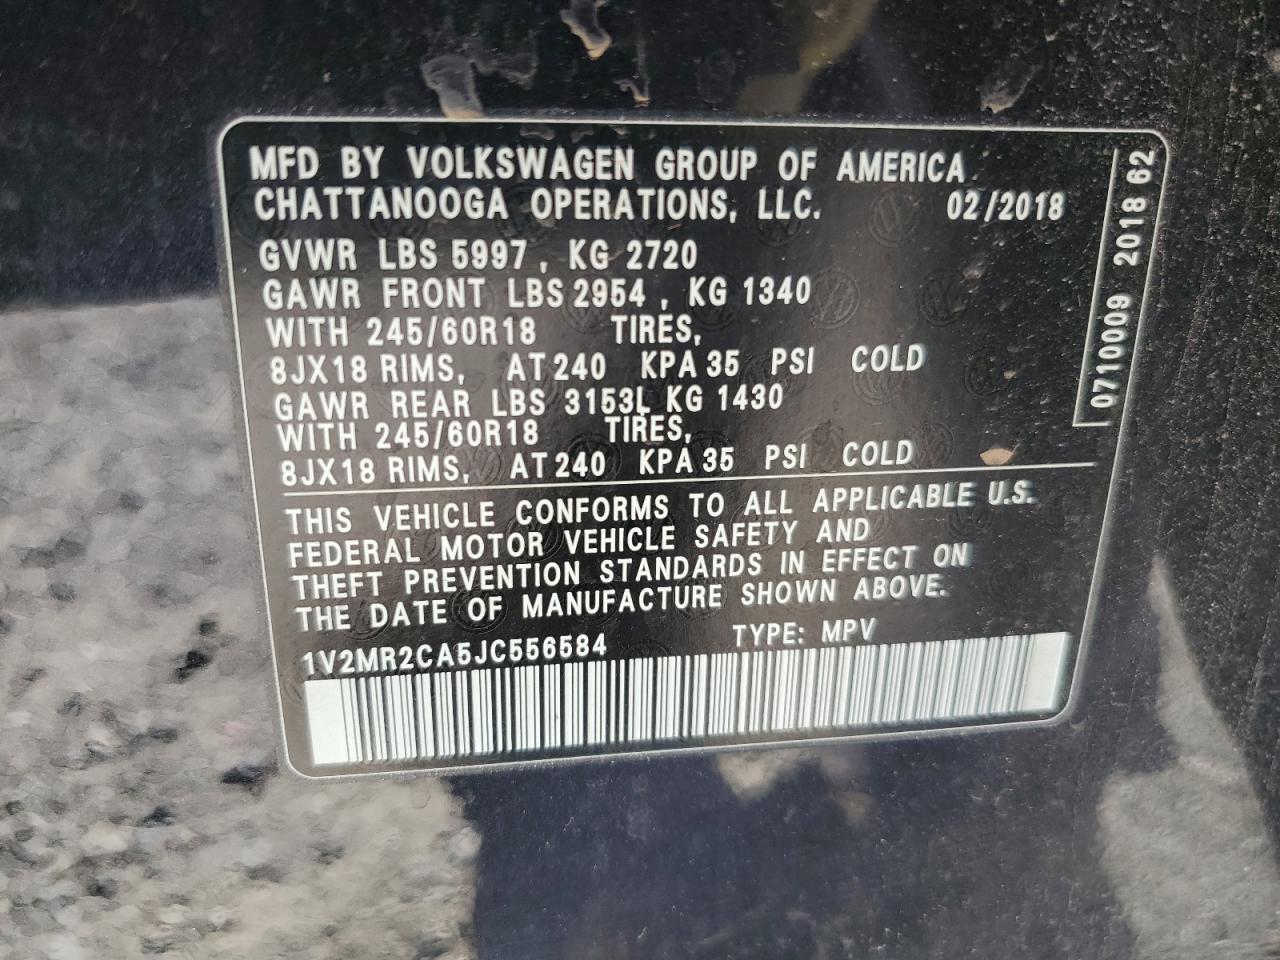 MFD BY VOLKSWAGEN GROUP OF AMERICA
CHATTANOOGA OPERATIONS, LLC. 02/2018
GVWR LBS 5997, KG 2720
GAWR FRONT LBS 2954, KG 1340
WITH 245/60R18 TIRES,
8JX18 RIMS, AT 240 KPA 35 PSI COLD
GAWR REAR LBS 3153L KG 1430
WITH 245/60R18 TIRES,
8JX18 RIMS, AT 240 KPA 35 PSI COLD
THIS VEHICLE CONFORMS TO ALL APPLICABLE U.S.
FEDERAL MOTOR VEHICLE SAFETY AND
THEFT PREVENTION STANDARDS IN EFFECT ON
THE DATE OF MANUFACTURE SHOWN ABOVE.
1V2MR2CA5JC556584 TYPE: MPV
0710009 2018 62